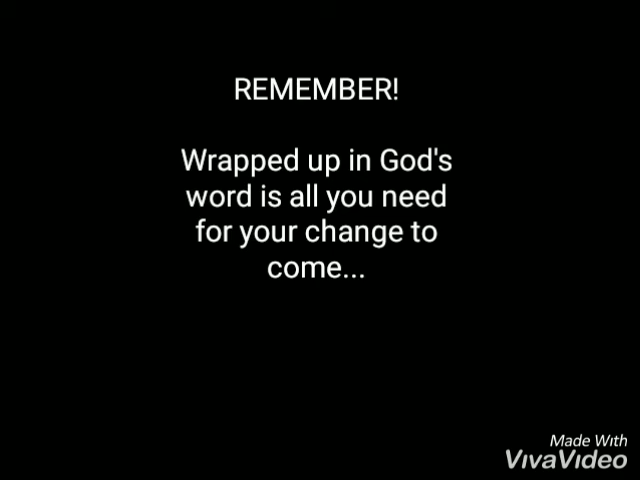 REMEMBER!
Wrapped up in God's
word is all you need
for your change to
come...
Made With
VivaVideo